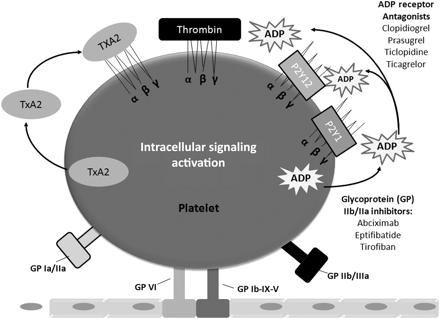 ADP receptor
Antagonists
Clopidiogrel
Prasugrel
Ticlopidine
Ticagrelor
TXA2
Thrombin
ADP
α β γ
α β γ
α β γ
P2Y12
ADP
P2Y1
α β γ
TxA2
ADP
Intracellular signaling
activation
TxA2
ADP
Platelet
Glycoprotein (GP)
IIb/IIa inhibitors:
Abciximab
Eptifibatide
Tirofiban
GP Ia/IIa
GP VI
GP Ib-IX-V
GP IIb/IIIa